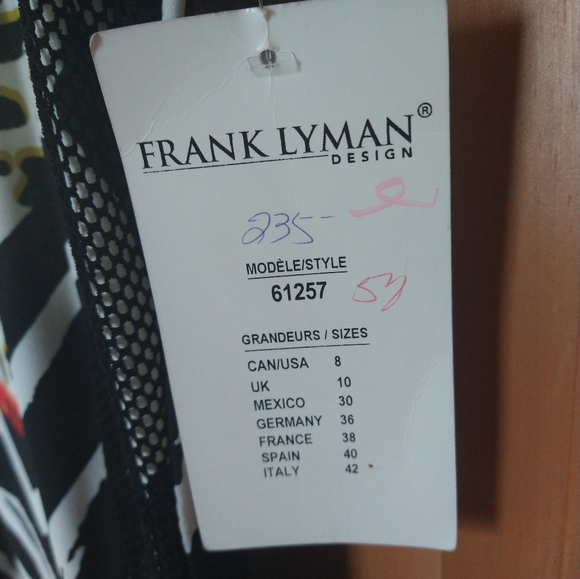 FRANK LYMAN®
DESIGN
235-
MODÈLE/STYLE
61257
GRANDEURS / SIZES
CAN/USA 8
UK 10
MEXICO 30
GERMANY 36
FRANCE 38
SPAIN 40
ITALY 42